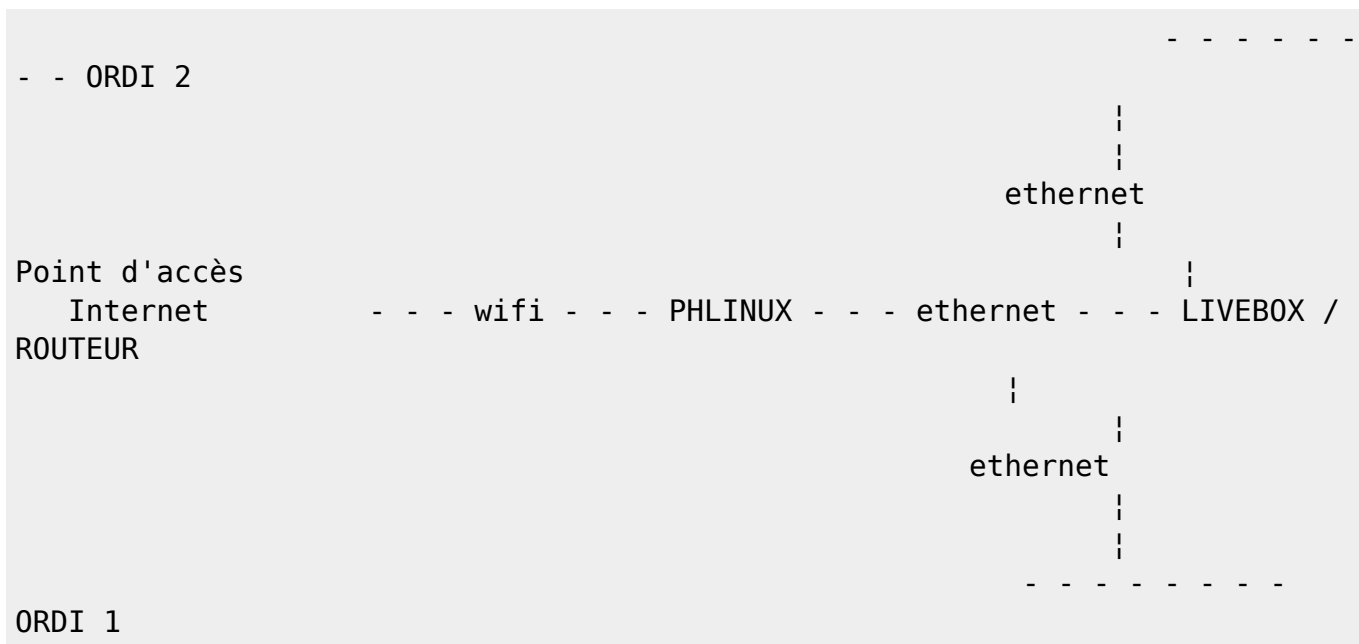 - - - - - -
- - ORDI 2
¦
¦
ethernet
¦
Point d'accès ¦
Internet - - - wifi - - - PHLINUX - - - ethernet - - - LIVEBOX /
ROUTEUR
¦
¦
ethernet
¦
¦
- - - - - - - -
ORDI 1